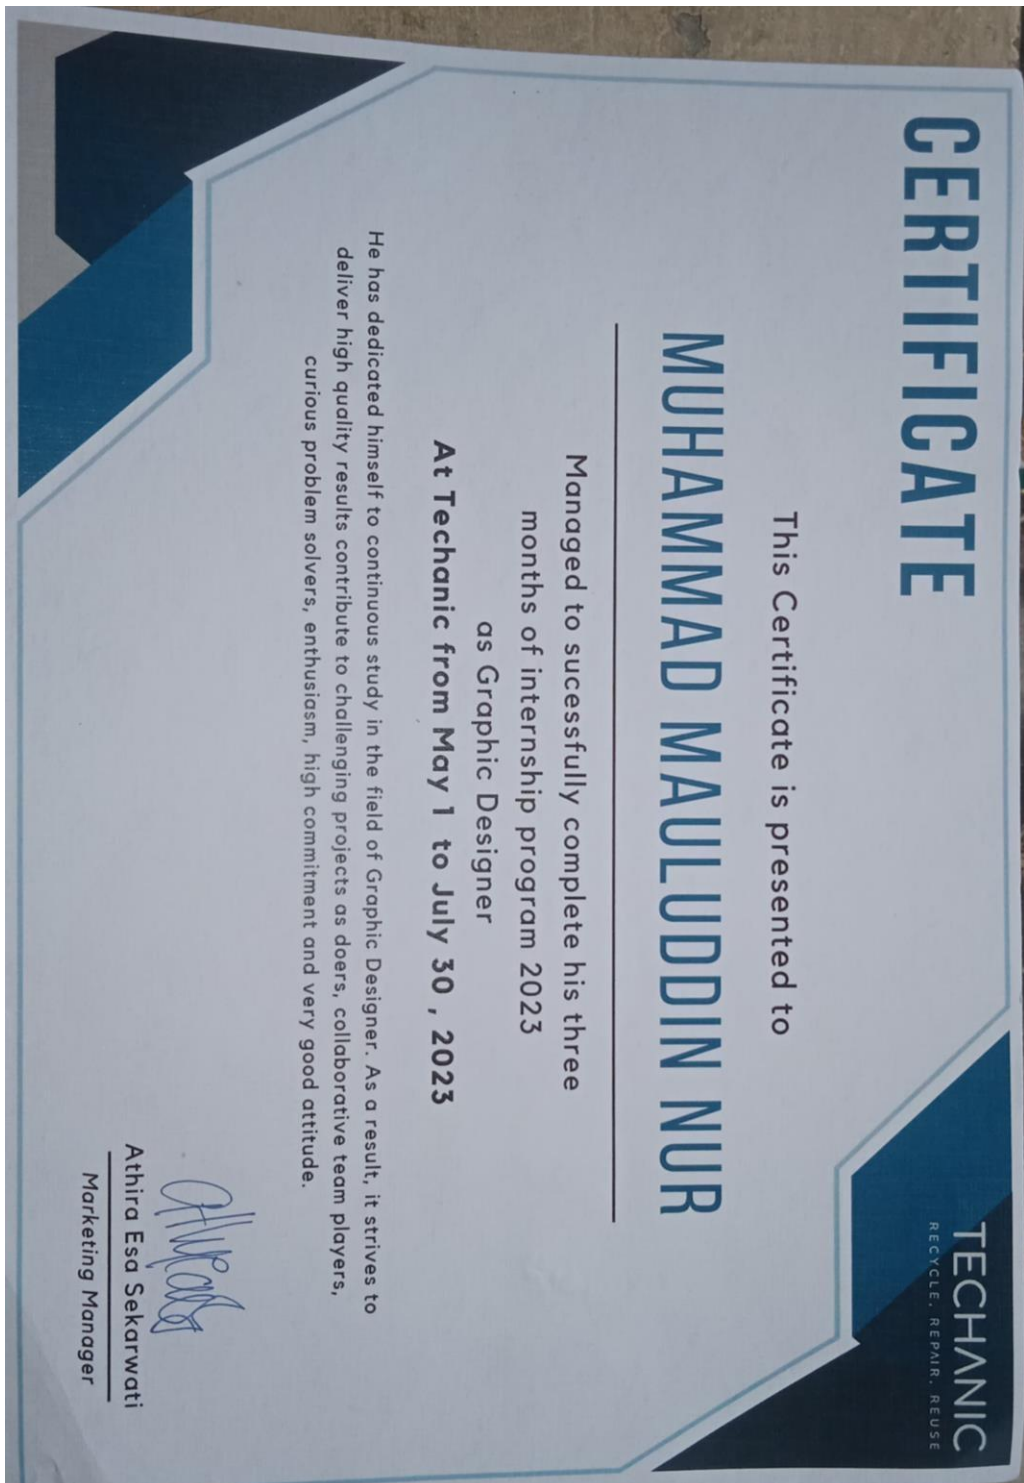 TECHANIC
RECYCLE, REPAIR, REUSE
CERTIFICATE
This Certificate is presented to
MUHAMMAD MAULUDDIN NUR
Managed to sucessfully complete his three
months of internship program 2023
as Graphic Designer
At Techanic from May 1 to July 30 , 2023
He has dedicated himself to continuous study in the field of Graphic Designer. As a result, it strives to
deliver high quality results contribute to challenging projects as doers, collaborative team players,
curious problem solvers, enthusiasm, high commitment and very good attitude.
Athira Esa Sekarwati
Marketing Manager